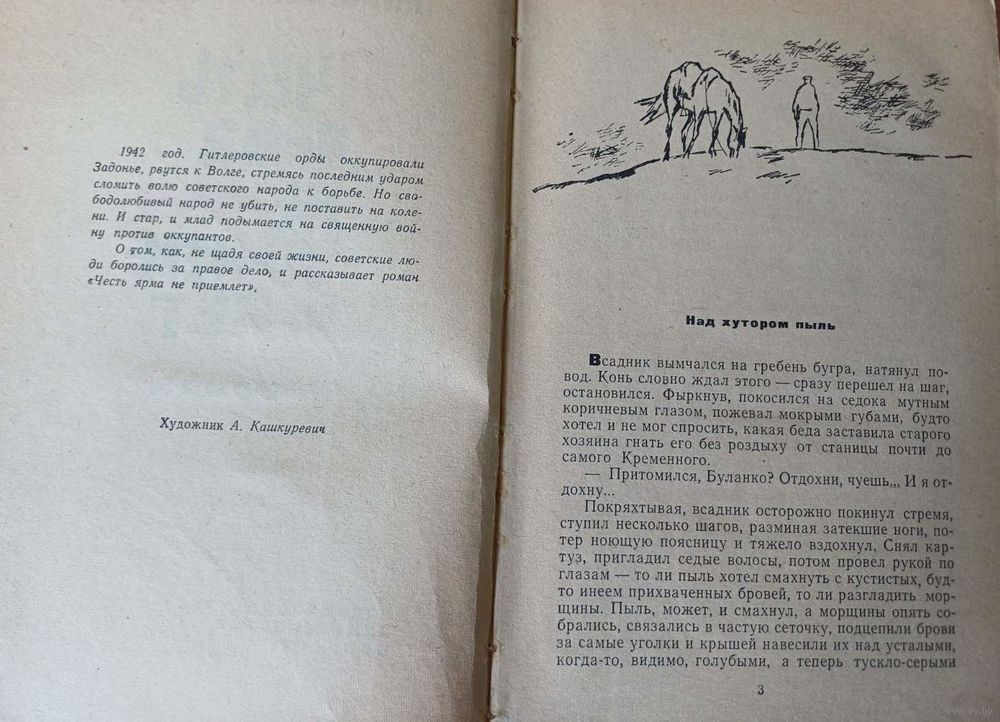 1942 год. Гитлеровские орды оккупировали
Задонье, рвутся к Волге, стремясь последним ударом
сломить волю советского народа к борьбе. Но сво-
бодолюбивый народ не убить, не поставить на коле-
ни. И стар, и млад подымается на священную вой-
ну против оккупантов.
О том, как, не щадя своей жизни, советские лю-
ди боролись за правое дело, и рассказывает роман
«Честь ярма не приемлет».
Художник А. Кашкуревич
Над хутором пыль
Всадник вымчался на гребень бугра, натянул по-
вод. Конь словно ждал этого — сразу перешел на шаг,
остановился. Фыркнув, покосился на седока мутным
коричневым глазом, пожевал мокрыми губами, будто
хотел и не мог спросить, какая беда заставила старого
хозяина гнать его без роздыху от станицы почти до
самого Кременного.
— Притомился, Буланко? Отдохни, чуешь... И я от-
дохну...
Покряхтывая, всадник осторожно покинул стремя,
ступил несколько шагов, разминая затекшие ноги, по-
тер ноющую поясницу и тяжело вздохнул. Снял кар-
туз, пригладил седые волосы, потом провел рукой по
глазам — то ли пыль хотел смахнуть с кустистых, буд-
то инеем прихваченных бровей, то ли разгладить мор-
щины. Пыль, может, и смахнул, а морщины опять со-
брались, связались в частую сеточку, подцепили брови
за самые уголки и крышей навесили их над усталыми,
когда-то, видимо, голубыми, а теперь тускло-серыми
3
www.ay.by